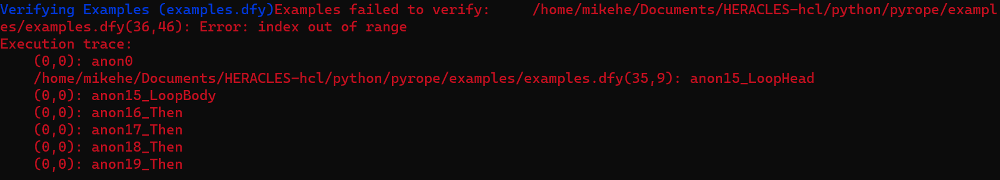 Verifying Examples (examples.dfy)Examples failed to verify:     /home/mikehe/Documents/HERACLES-hcl/python/pyrope/exampl
es/examples.dfy(36,46): Error: index out of range
Execution trace:
    (0,0): anon0
    /home/mikehe/Documents/HERACLES-hcl/python/pyrope/examples/examples.dfy(35,9): anon15_LoopHead
    (0,0): anon15_LoopBody
    (0,0): anon16_Then
    (0,0): anon17_Then
    (0,0): anon18_Then
    (0,0): anon19_Then